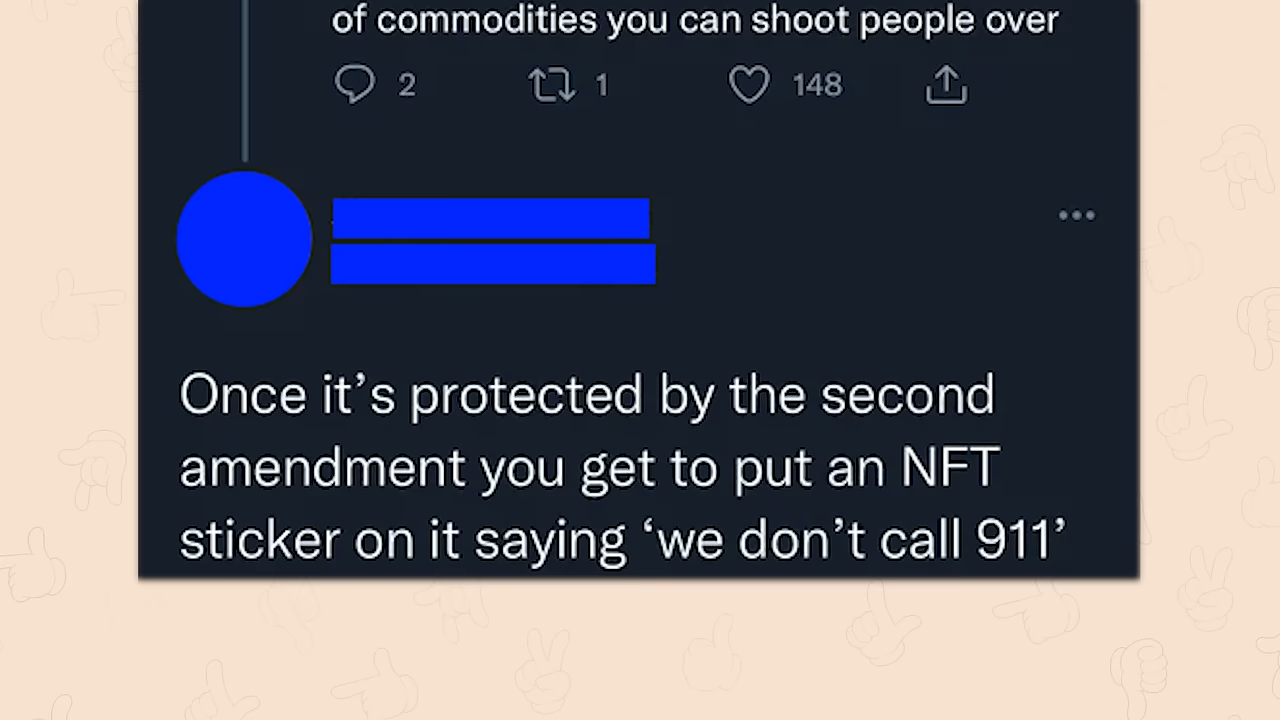 of commodities you can shoot people over
2 1 148
Once it’s protected by the second
amendment you get to put an NFT
sticker on it saying ‘we don’t call 911’